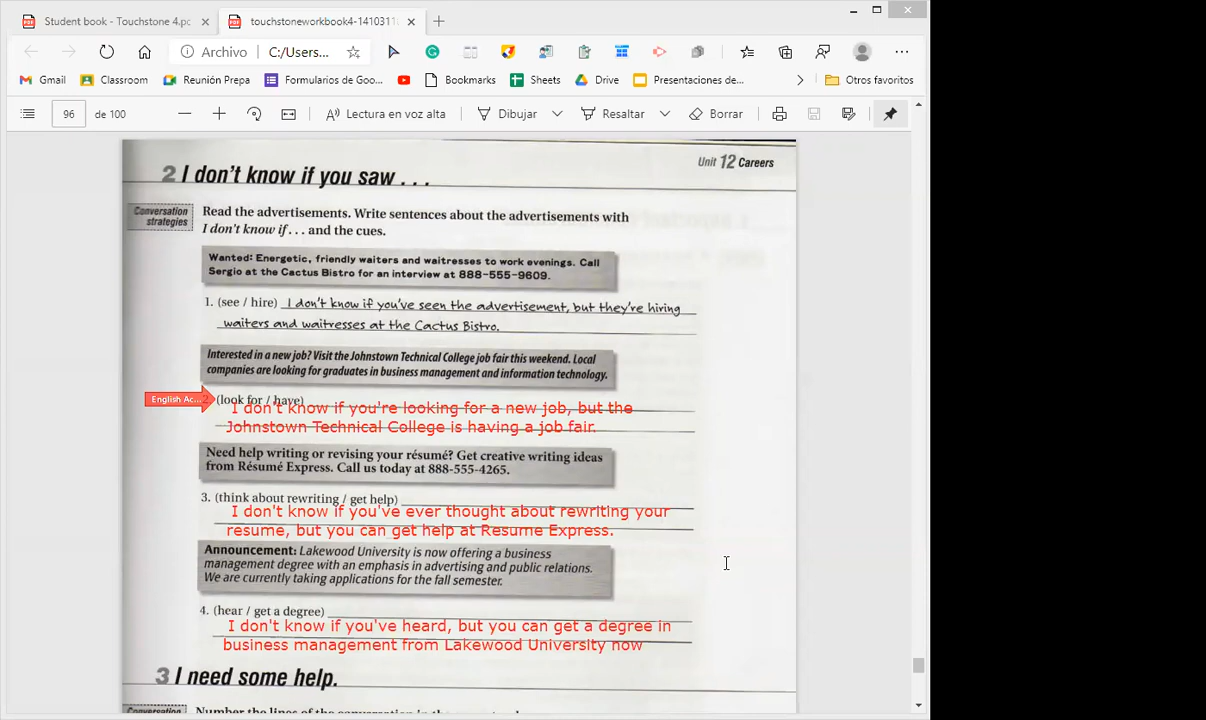 Student book - Touchstone 4.pc
touchstoneworkbook4-1410311
Archivo C:/Users...
Gmail Classroom Reunión Prepa Formularios de Goo... Bookmarks Sheets Drive Presentaciones de... Otros favoritos
96 de 100 Lectura en voz alta Dibujar Resaltar Borrar
Unit 12 Careers
2 I don't know if you saw . . .
Conversation
strategies
Read the advertisements. Write sentences about the advertisements with
I don't know if . . . and the cues.
Wanted: Energetic, friendly waiters and waitresses to work evenings. Call
Sergio at the Cactus Bistro for an interview at 888-555-9609.
1. (see / hire) I don't know if you've seen the advertisement, but they're hiring
waiters and waitresses at the Cactus Bistro.
Interested in a new job? Visit the Johnstown Technical College job fair this weekend. Local
companies are looking for graduates in business management and information technology.
English Ac...
2. (look for / have)
I don't know if you're looking for a new job, but the
Johnstown Technical College is having a job fair.
Need help writing or revising your résumé? Get creative writing ideas
from Résumé Express. Call us today at 888-555-4265.
3. (think about rewriting / get help)
I don't know if you've ever thought about rewriting your
resume, but you can get help at Resume Express.
Announcement: Lakewood University is now offering a business
management degree with an emphasis in advertising and public relations.
We are currently taking applications for the fall semester.
4. (hear / get a degree)
I don't know if you've heard, but you can get a degree in
business management from Lakewood University now
3 I need some help.
Conversation
Number the lines of the conversation in the